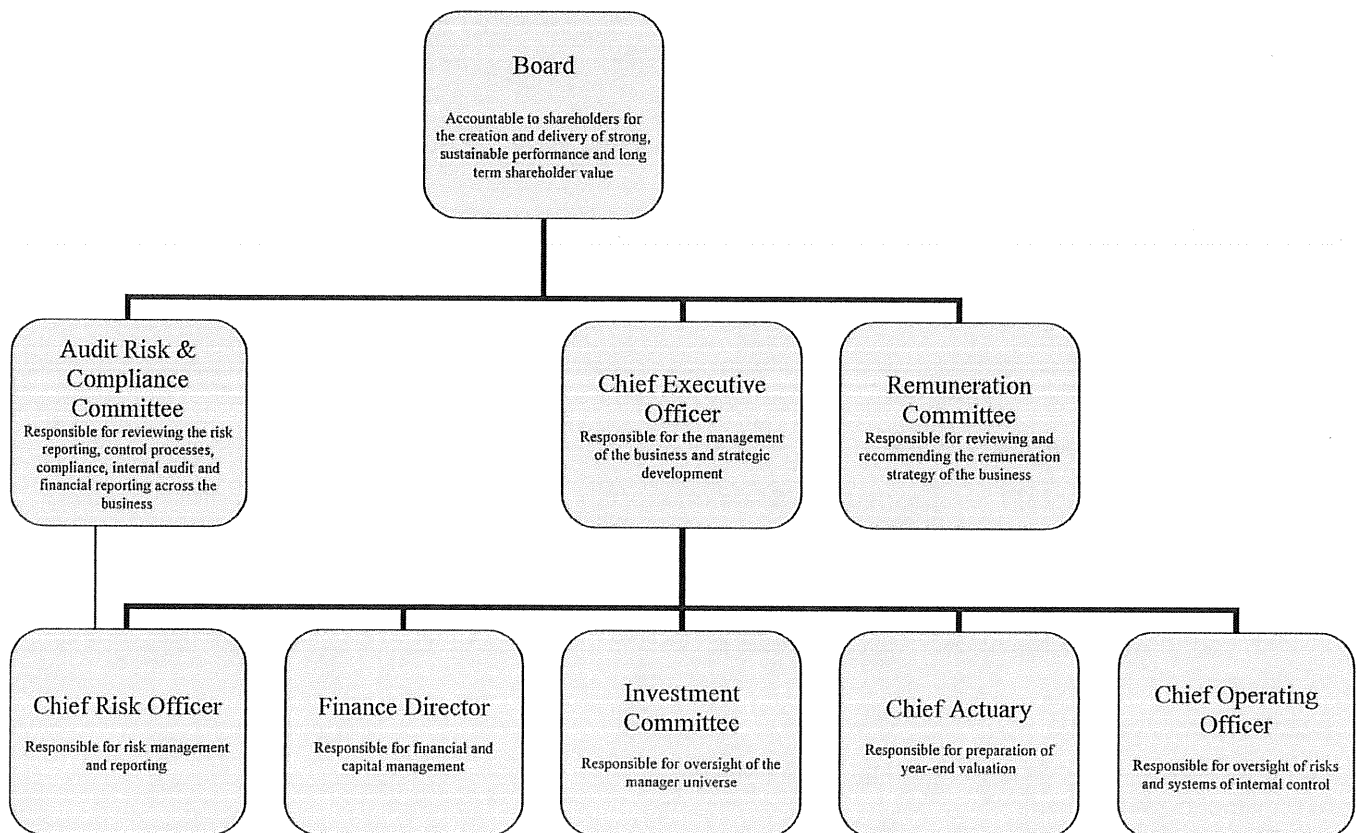 Board
Accountable to shareholders for
the creation and delivery of strong,
sustainable performance and long
term shareholder value
Audit Risk &
Compliance
Committee
Responsible for reviewing the risk
reporting, control processes,
compliance, internal audit and
financial reporting across the
business
Chief Executive
Officer
Responsible for the management
of the business and strategic
development
Remuneration
Committee
Responsible for reviewing and
recommending the remuneration
strategy of the business
Chief Risk Officer
Responsible for risk management
and reporting
Finance Director
Responsible for financial and
capital management
Investment
Committee
Responsible for oversight of the
manager universe
Chief Actuary
Responsible for preparation of
year-end valuation
Chief Operating
Officer
Responsible for oversight of risks
and systems of internal control